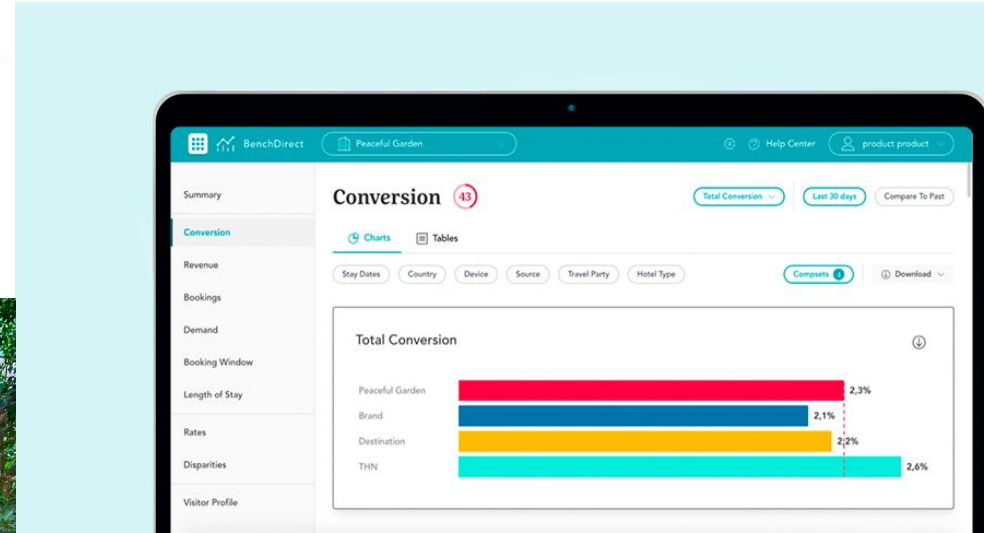 BenchDirect
Peaceful Garden
Help Center
product product
Summary
Conversion
Revenue
Bookings
Demand
Booking Window
Length of Stay
Rates
Disparities
Visitor Profile
Conversion 43
Total Conversion
Last 30 days
Compare To Past
Charts
Tables
Stay Dates
Country
Device
Source
Travel Party
Hotel Type
Compsets
Download
Total Conversion
Peaceful Garden 2,3%
Brand 2,1%
Destination 2,2%
THN 2,6%